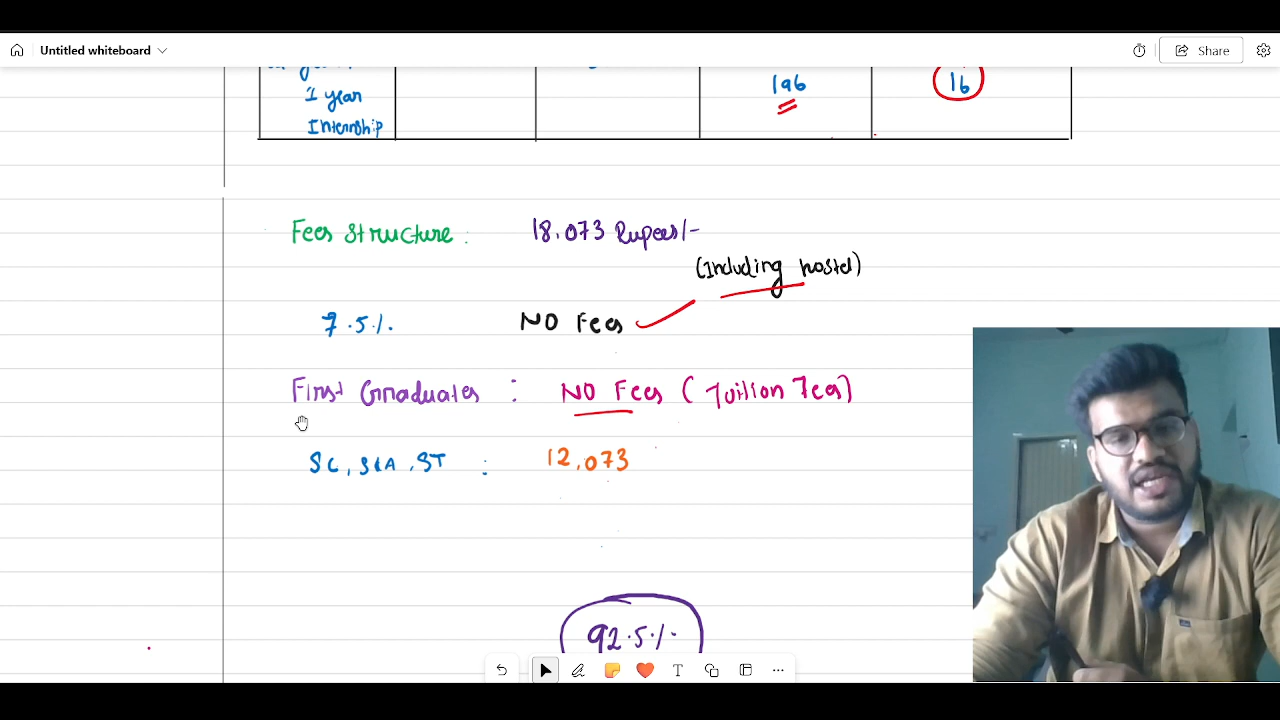 Untitled whiteboard
Share
1 year
196
16
Internship
Fees Structure : 18,073 Rupees/-
(Including hostel)
7.5%. NO Fees
First Graduates : NO Fees (Tuition Fees)
SC, SCA, ST : 12,073
92.5%.
T